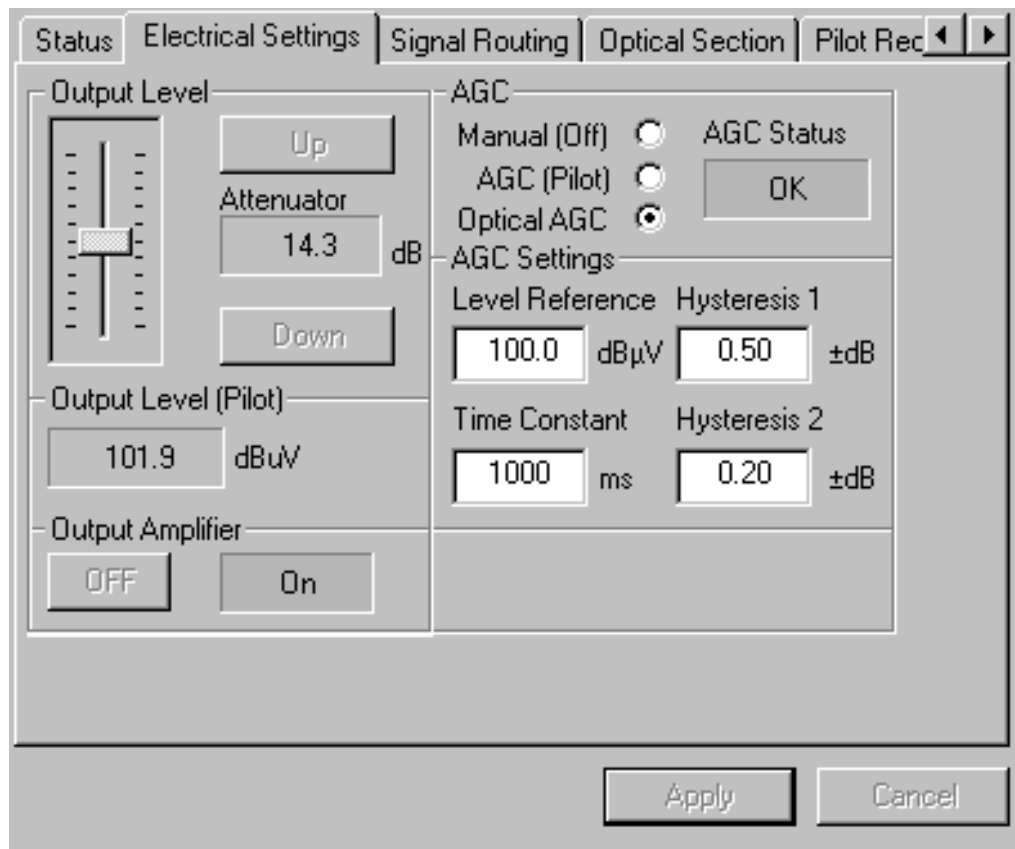 Status
Electrical Settings
Signal Routing
Optical Section
Pilot Rec
Output Level
Up
Attenuator
14.3 dB
Down
Output Level (Pilot)
101.9 dBuV
Output Amplifier
OFF
On
AGC
Manual (Off)
AGC (Pilot)
Optical AGC
AGC Status
OK
AGC Settings
Level Reference
100.0 dBµV
Hysteresis 1
0.50 ±dB
Time Constant
1000 ms
Hysteresis 2
0.20 ±dB
Apply
Cancel